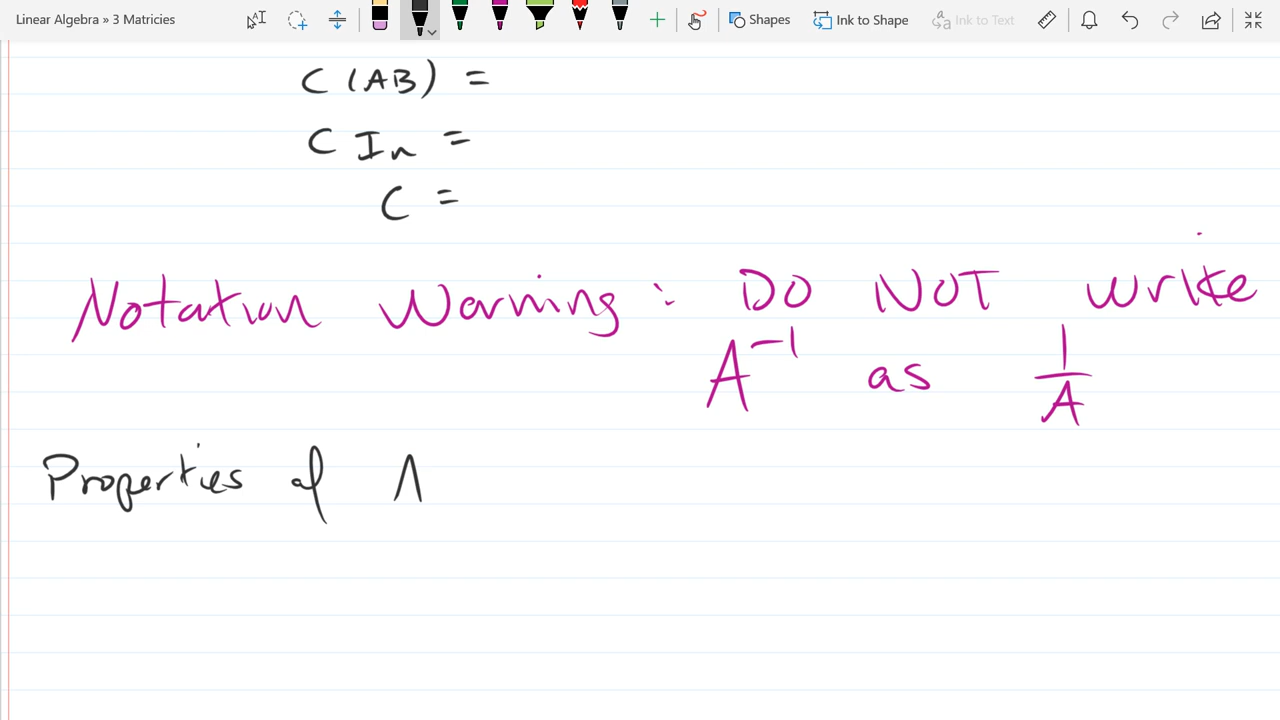 Linear Algebra » 3 Matricies
Shapes
Ink to Shape
Ink to Text
C (AB) =
C In =
C =
Notation Warning: DO NOT write
A⁻¹ as 1/A
Properties of